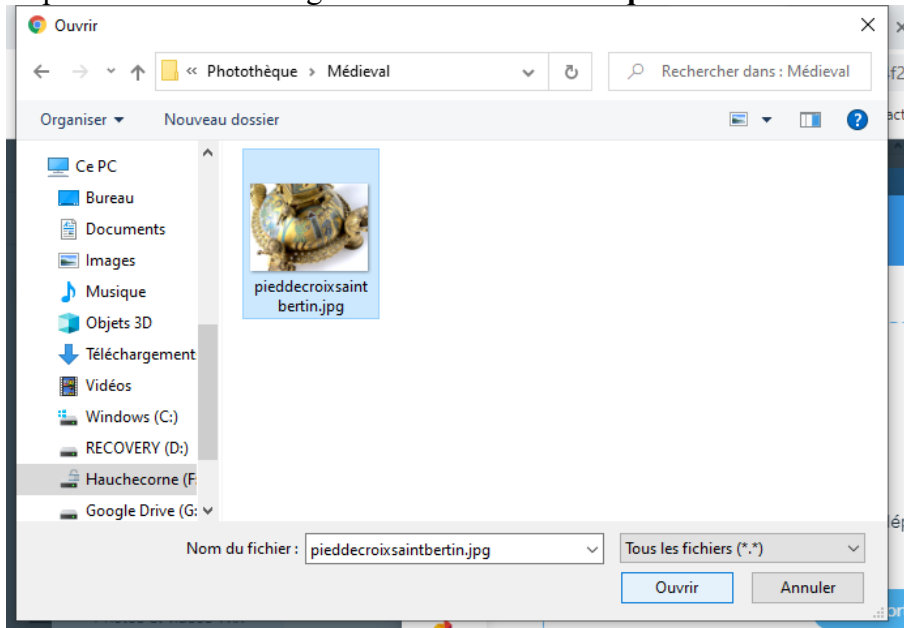 Ouvrir
« Photothèque › Médieval
Rechercher dans : Médieval
Organiser
Nouveau dossier
Ce PC
Bureau
Documents
Images
Musique
Objets 3D
Téléchargement
Vidéos
Windows (C:)
RECOVERY (D:)
Hauchecorne (F:
Google Drive (G:
pieddecroixsaint
bertin.jpg
Nom du fichier :
pieddecroixsaintbertin.jpg
Tous les fichiers (*.*)
Ouvrir
Annuler